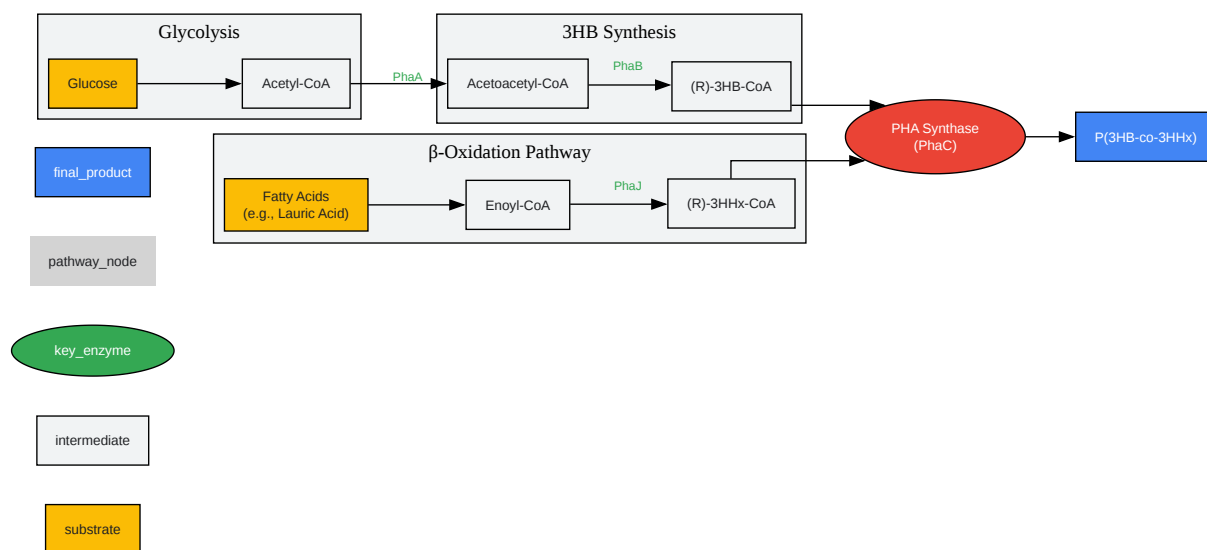 Glycolysis
Glucose
Acetyl-CoA
PhaA
3HB Synthesis
Acetoacetyl-CoA
PhaB
(R)-3HB-CoA
β-Oxidation Pathway
Fatty Acids
(e.g., Lauric Acid)
Enoyl-CoA
PhaJ
(R)-3HHx-CoA
PHA Synthase
(PhaC)
P(3HB-co-3HHx)
final_product
pathway_node
key_enzyme
intermediate
substrate